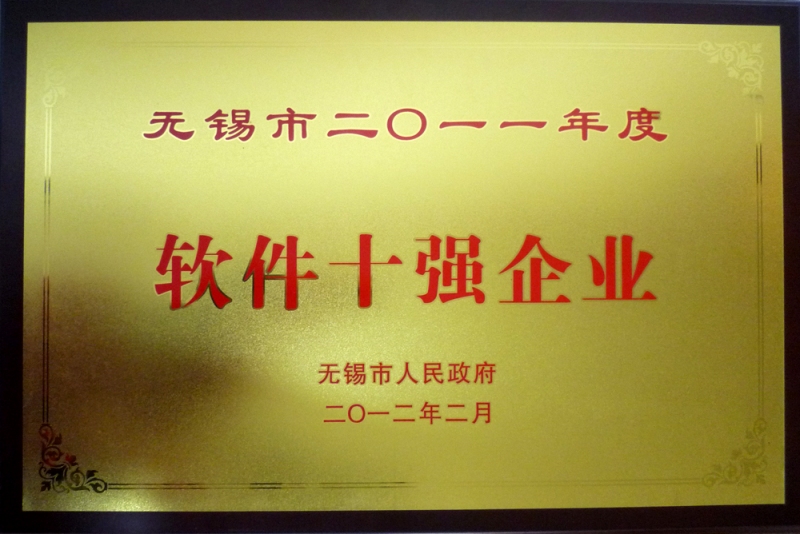 无锡市二〇一一年度
软件十强企业
无锡市人民政府
二〇一二年二月